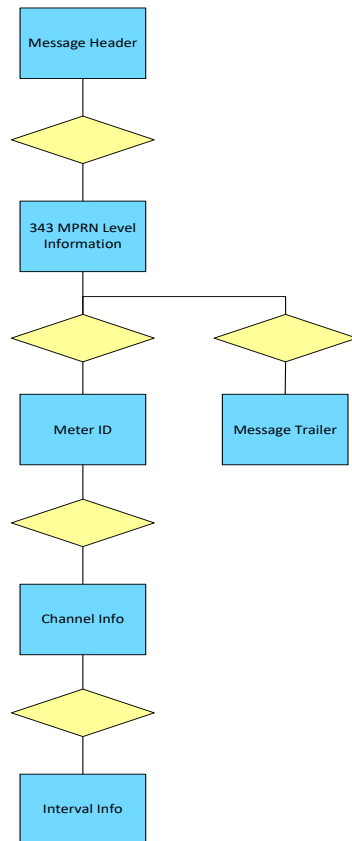 Message Header
343 MPRN Level
Information
Meter ID
Message Trailer
Channel Info
Interval Info